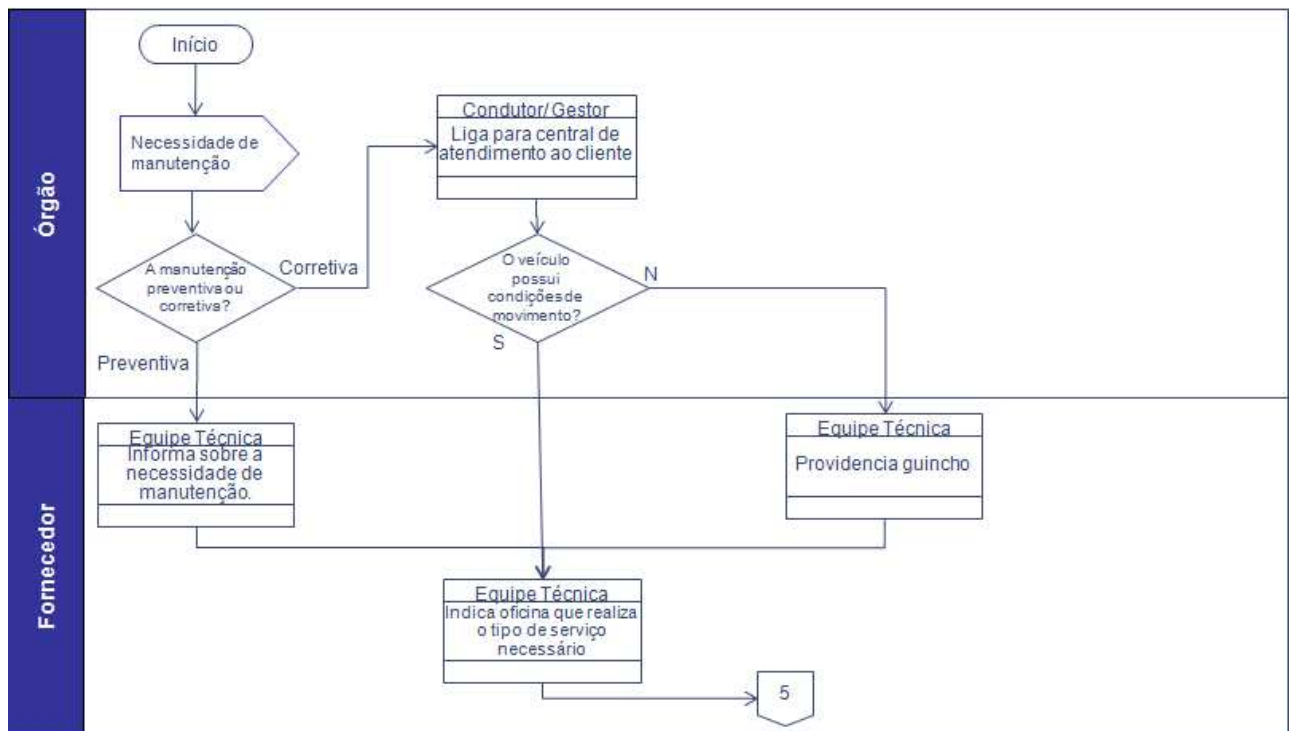 Órgão
Início
Necessidade de
manutenção
A manutenção
preventiva ou
corretiva?
Corretiva
Preventiva
Condutor/ Gestor
Liga para central de
atendimento ao cliente
O veículo
possui
condições de
movimento?
N
S
Fornecedor
Equipe Técnica
Informa sobre a
necessidade de
manutenção.
Equipe Técnica
Providencia guincho
Equipe Técnica
Indica oficina que realiza
o tipo de serviço
necessário
5